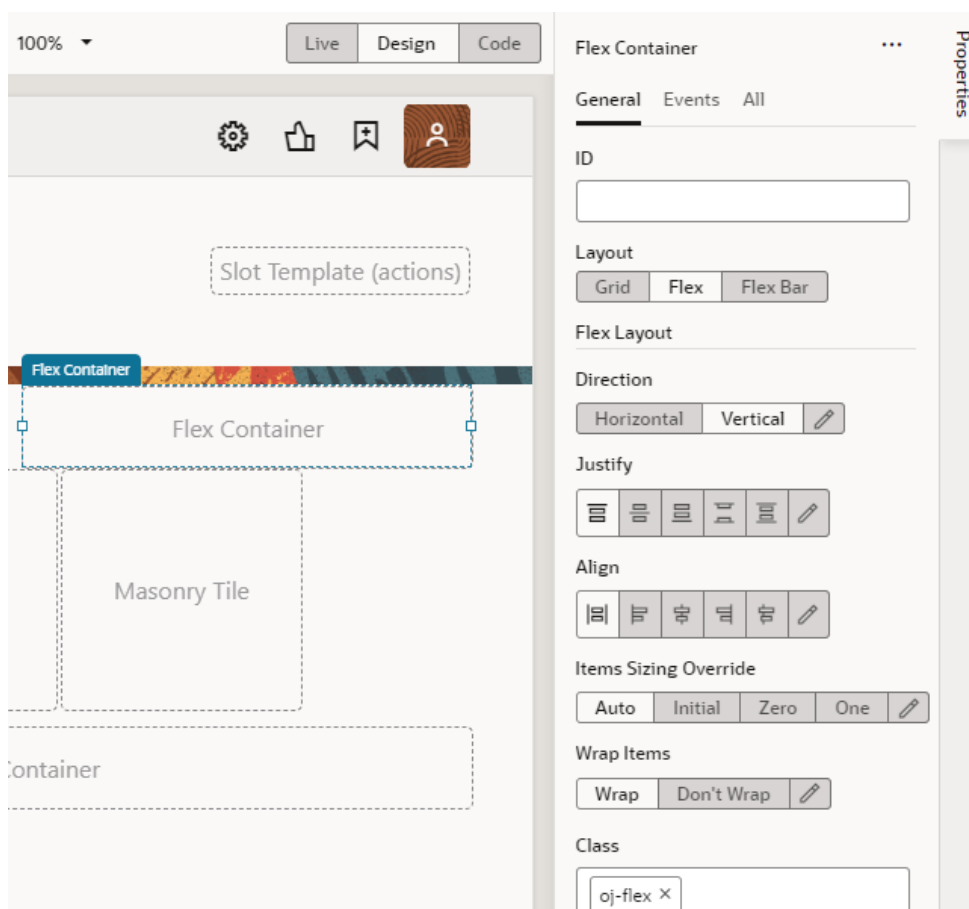 100%
Live Design Code
Slot Template (actions)
Flex Container
Flex Container
Masonry Tile
Container
Flex Container
...
General Events All
ID
Layout
Grid Flex Flex Bar
Flex Layout
Direction
Horizontal Vertical
Justify
Align
Items Sizing Override
Auto Initial Zero One
Wrap Items
Wrap Don't Wrap
Class
oj-flex ×
Properties